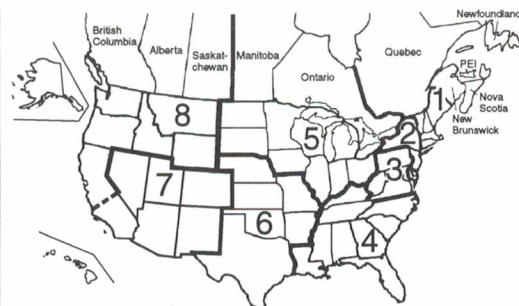 Newfoundland
British
Columbia
Alberta
Saskat-
chewan
Manitoba
Ontario
Quebec
PEI
Nova
Scotia
New
Brunswick
1
2
3
4
5
6
7
8